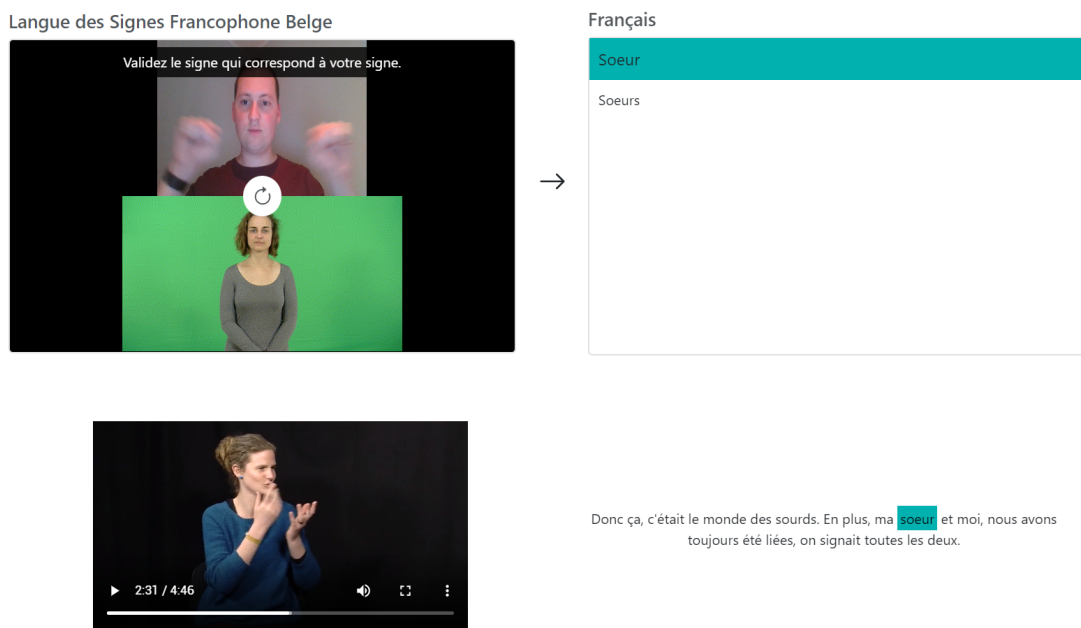 Langue des Signes Francophone Belge
Validez le signe qui correspond à votre signe.
Français
Soeur
Soeurs
2:31 / 4:46
Donc ça, c'était le monde des sourds. En plus, ma soeur et moi, nous avons
toujours été liées, on signait toutes les deux.